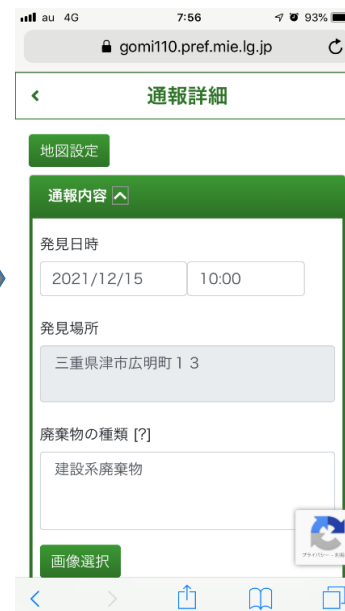 au 4G 7:56 93%
gomi110.pref.mie.lg.jp
通報詳細
地図設定
通報内容
発見日時
2021/12/15 10:00
発見場所
三重県津市広明町１３
廃棄物の種類 [?]
建設系廃棄物
画像選択